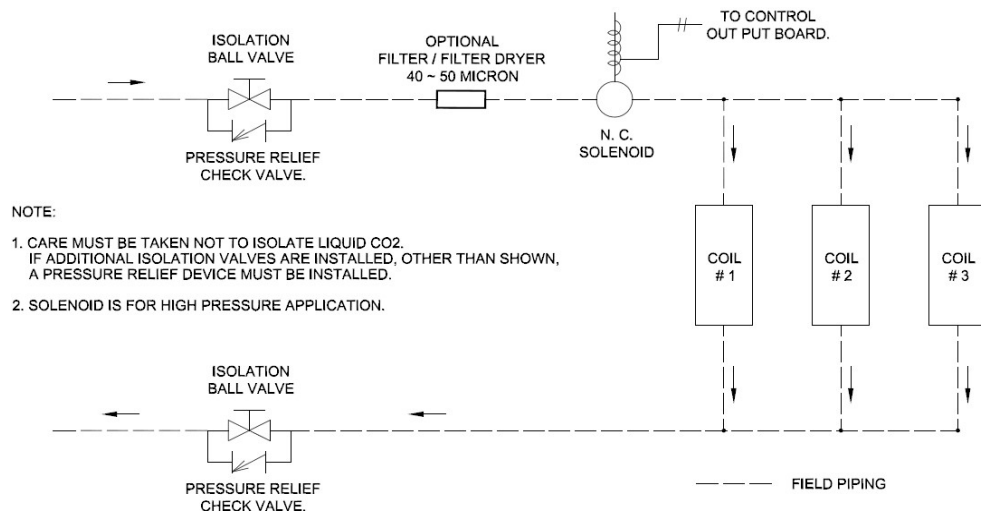 ISOLATION
BALL VALVE
OPTIONAL
FILTER / FILTER DRYER
40 ~ 50 MICRON
TO CONTROL
OUT PUT BOARD.
N. C.
SOLENOID
PRESSURE RELIEF
CHECK VALVE.
NOTE:
1. CARE MUST BE TAKEN NOT TO ISOLATE LIQUID CO2.
IF ADDITIONAL ISOLATION VALVES ARE INSTALLED, OTHER THAN SHOWN,
A PRESSURE RELIEF DEVICE MUST BE INSTALLED.
2. SOLENOID IS FOR HIGH PRESSURE APPLICATION.
COIL
# 1
COIL
# 2
COIL
# 3
ISOLATION
BALL VALVE
PRESSURE RELIEF
CHECK VALVE.
FIELD PIPING